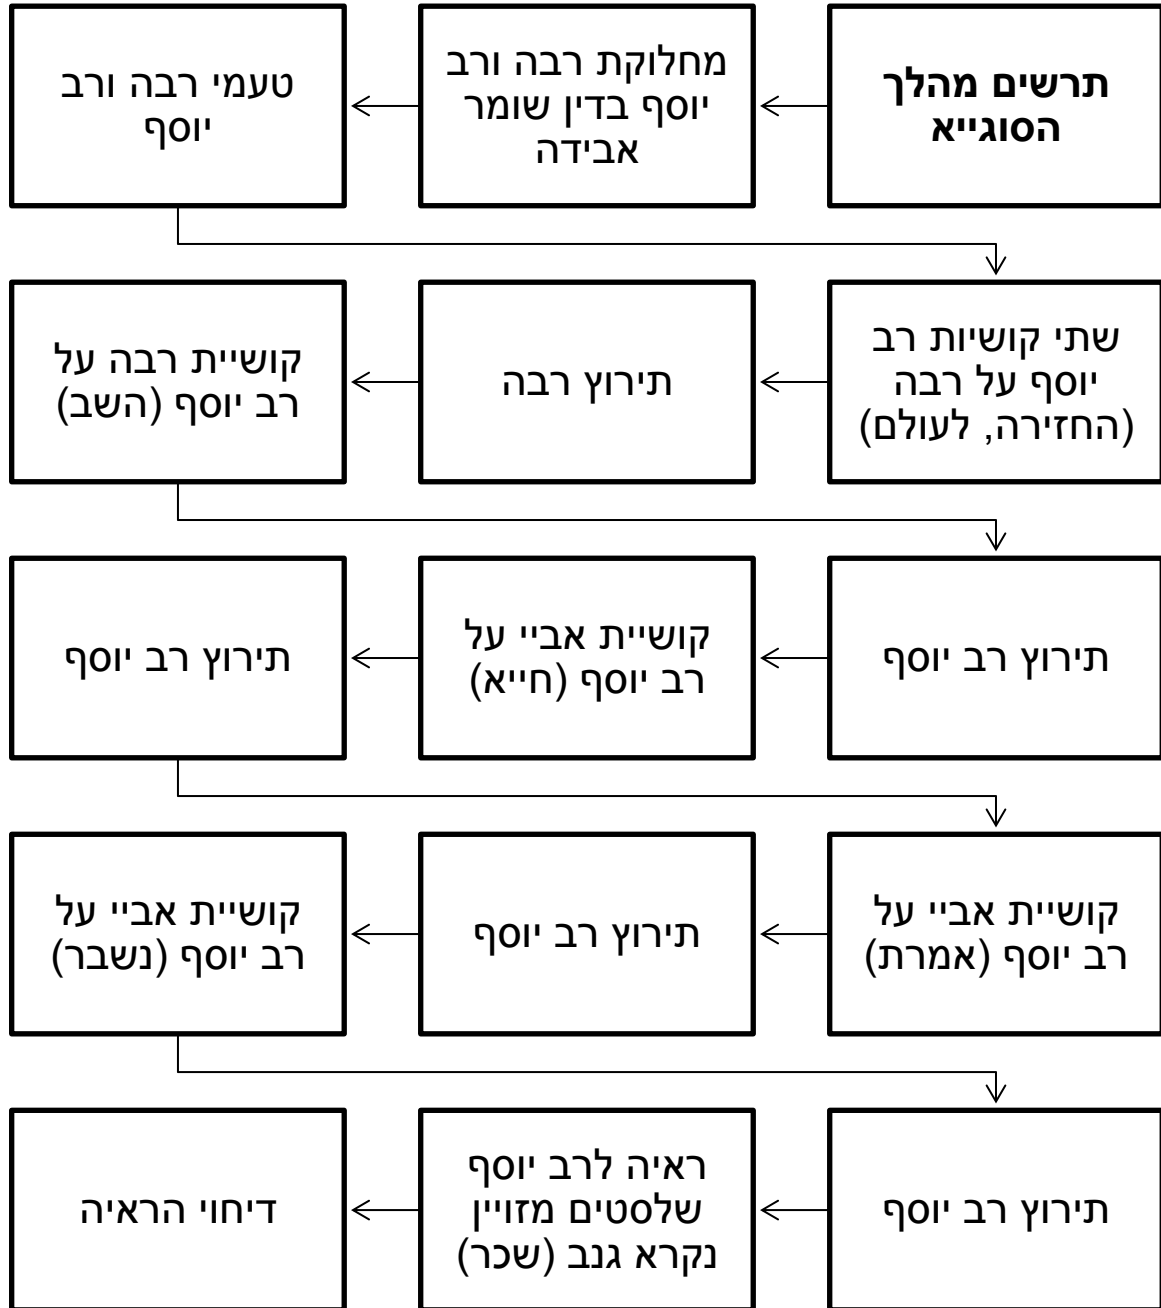 תרשים מהלך
הסוגייא
מחלוקת רבה ורב
יוסף בדין שומר
אבידה
טעמי רבה ורב
יוסף
שתי קושיות רב
יוסף על רבה
(החזירה, לעולם)
תירוץ רבה
קושיית רבה על
רב יוסף (השב)
תירוץ רב יוסף
קושיית אביי על
רב יוסף (חייא)
תירוץ רב יוסף
קושיית אביי על
רב יוסף (אמרת)
תירוץ רב יוסף
קושיית אביי על
רב יוסף (נשבר)
תירוץ רב יוסף
ראיה לרב יוסף
שלסטים מזויין
נקרא גנב (שכר)
דיחוי הראיה